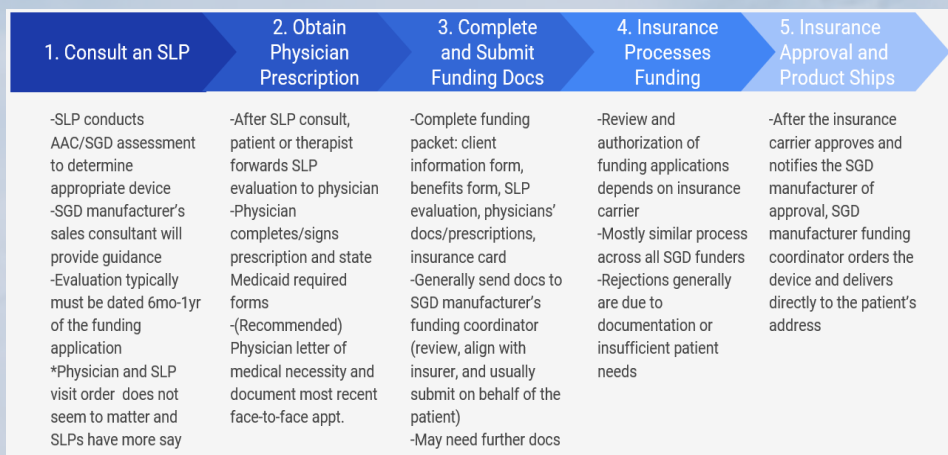 1. Consult an SLP
2. Obtain
Physician
Prescription
3. Complete
and Submit
Funding Docs
4. Insurance
Processes
Funding
5. Insurance
Approval and
Product Ships
-SLP conducts
AAC/SGD assessment
to determine
appropriate device
-SGD manufacturer's
sales consultant will
provide guidance
-Evaluation typically
must be dated 6mo-1yr
of the funding
application
*Physician and SLP
visit order does not
seem to matter and
SLPs have more say
-After SLP consult,
patient or therapist
forwards SLP
evaluation to physician
-Physician
completes/signs
prescription and state
Medicaid required
forms
-(Recommended)
Physician letter of
medical necessity and
document most recent
face-to-face appt.
-Complete funding
packet: client
information form,
benefits form, SLP
evaluation, physicians'
docs/prescriptions,
insurance card
-Generally send docs to
SGD manufacturer's
funding coordinator
(review, align with
insurer, and usually
submit on behalf of the
patient)
-May need further docs
-Review and
authorization of
funding applications
depends on insurance
carrier
-Mostly similar process
across all SGD funders
-Rejections generally
are due to
documentation or
insufficient patient
needs
-After the insurance
carrier approves and
notifies the SGD
manufacturer of
approval, SGD
manufacturer funding
coordinator orders the
device and delivers
directly to the patient's
address